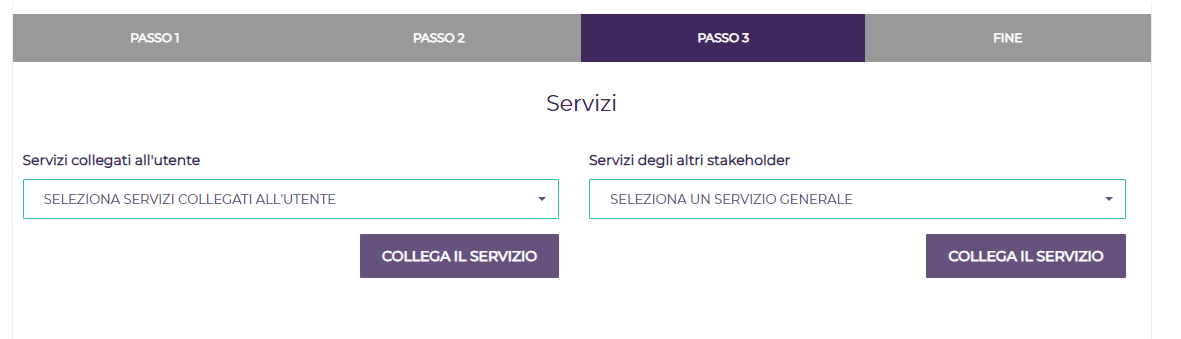 PASSO 1
PASSO 2
PASSO 3
FINE
Servizi
Servizi collegati all'utente
Servizi degli altri stakeholder
SELEZIONA SERVIZI COLLEGATI ALL'UTENTE
SELEZIONA UN SERVIZIO GENERALE
COLLEGA IL SERVIZIO
COLLEGA IL SERVIZIO